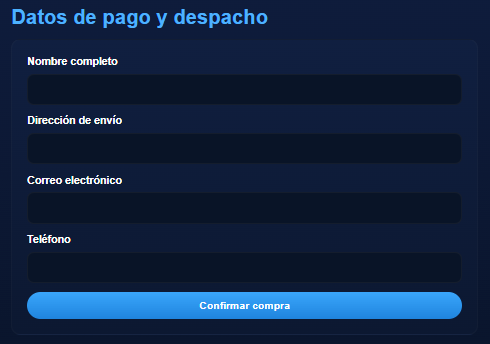 Datos de pago y despacho
Nombre completo
Dirección de envío
Correo electrónico
Teléfono
Confirmar compra